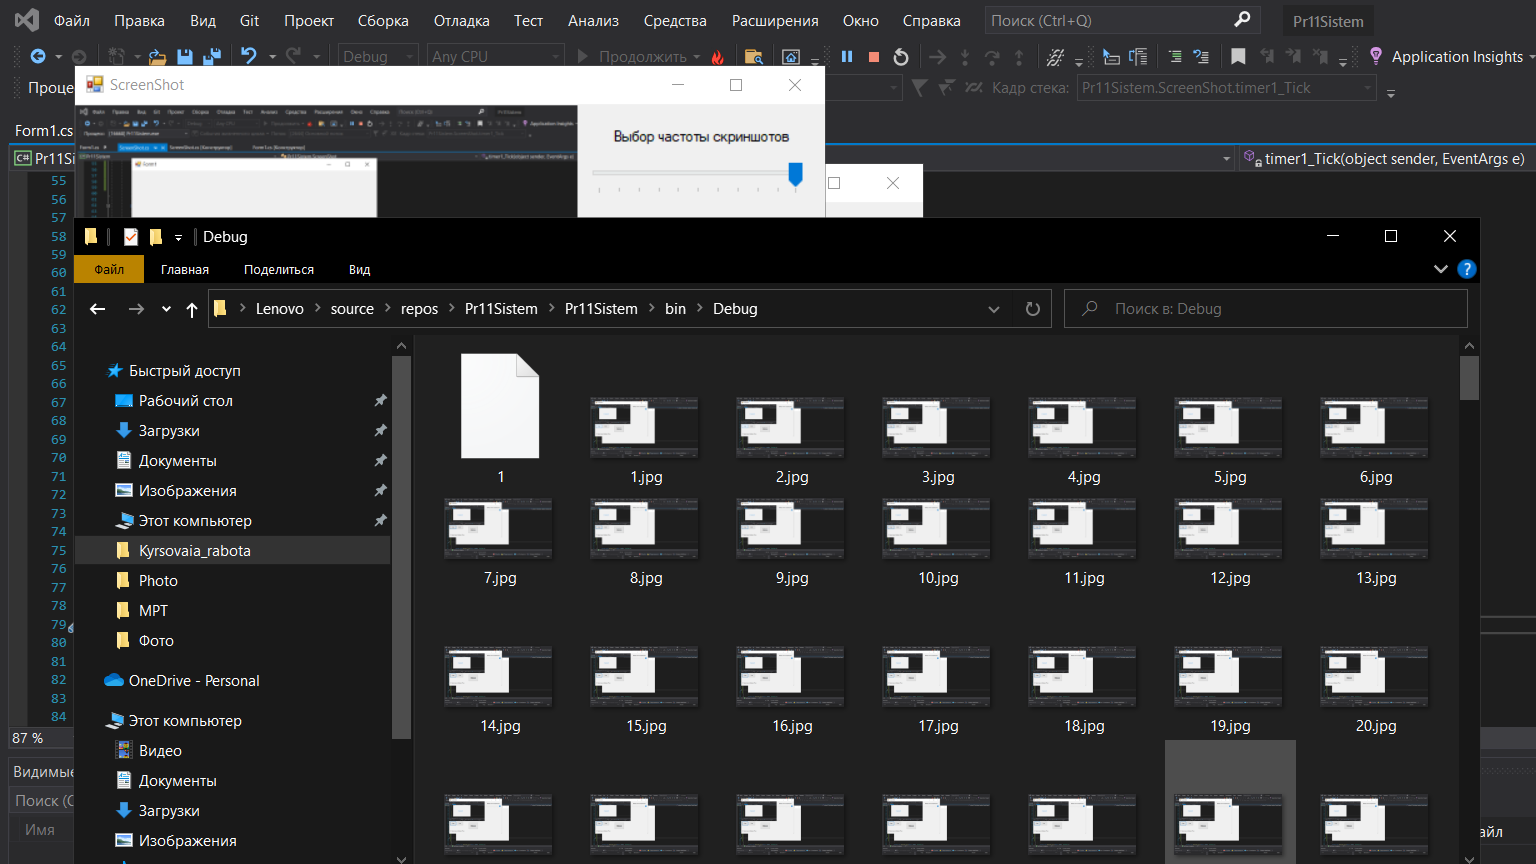 Файл Правка Вид Git Проект Сборка Отладка Тест Анализ Средства Расширения Окно Справка Поиск (Ctrl+Q) Pr11Sistem
Debug Any CPU Продолжить Application Insights
Проце
ScreenShot
Кадр стека: Pr11Sistem.ScreenShot.timer1_Tick
Form1.cs
Выбор частоты скриншотов
C# Pr11Si
timer1_Tick(object sender, EventArgs e)
55
56
57
58
59
60
61
62
63
64
65
66
67
68
69
70
71
72
73
74
75
76
77
78
79
80
81
82
83
84
87 %
Видимые
Поиск (C
Имя
айл
Debug
Файл Главная Поделиться Вид
Lenovo source repos Pr11Sistem Pr11Sistem bin Debug
Поиск в: Debug
Быстрый доступ
Рабочий стол
Загрузки
Документы
Изображения
Этот компьютер
Kyrsovaia_rabota
Photo
MPT
Фото
OneDrive - Personal
Этот компьютер
Видео
Документы
Загрузки
Изображения
1 1.jpg 2.jpg 3.jpg 4.jpg 5.jpg 6.jpg
7.jpg 8.jpg 9.jpg 10.jpg 11.jpg 12.jpg 13.jpg
14.jpg 15.jpg 16.jpg 17.jpg 18.jpg 19.jpg 20.jpg